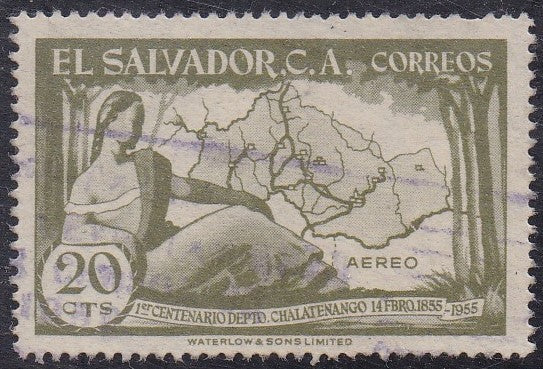 EL SALVADOR, C. A. CORREOS
AEREO
20
CTS
1ER CENTENARIO DEPTO. CHALATENANGO 14 FBRO. 1855 - 1955
WATERLOW & SONS LIMITED